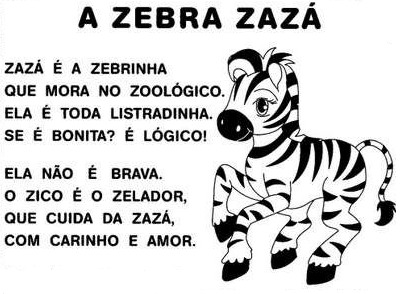 A ZEBRA ZAZÁ
ZAZÁ É A ZEBRINHA
QUE MORA NO ZOOLÓGICO.
ELA É TODA LISTRADINHA.
SE É BONITA? É LÓGICO!
ELA NÃO É BRAVA.
O ZICO É O ZELADOR,
QUE CUIDA DA ZAZÁ,
COM CARINHO E AMOR.